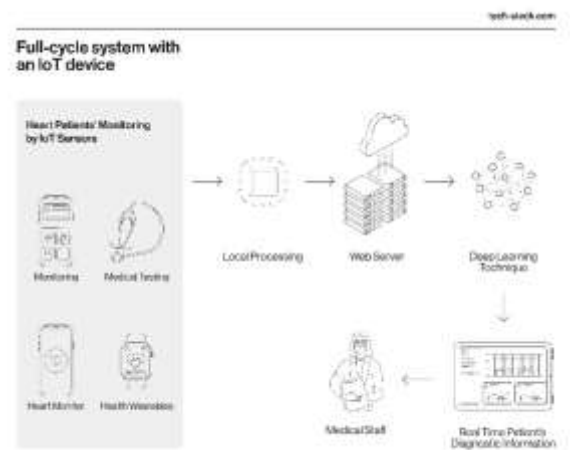 tech-stack.com
Full-cycle system with
an IoT device
Heart Patients' Monitoring
by IoT Sensors
Monitoring
Medical Testing
Heart Monitor
Health Wearables
Local Processing
Web Server
Deep Learning
Technique
Medical Staff
Real Time Patient's
Diagnostic Information